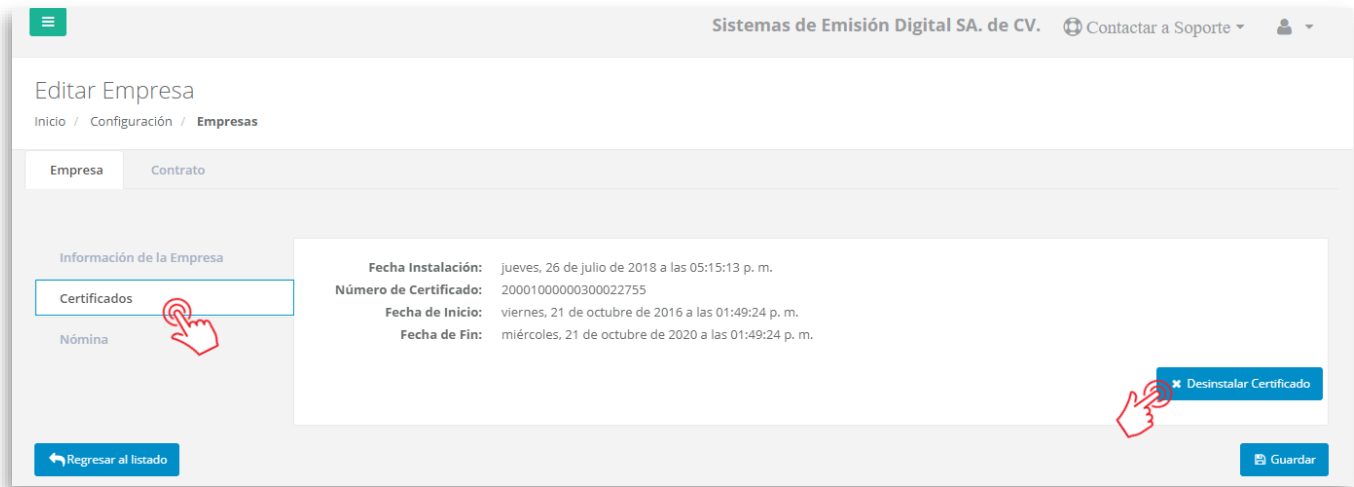 Sistemas de Emisión Digital SA. de CV. Contactar a Soporte
Editar Empresa
Inicio / Configuración / Empresas
Empresa Contrato
Información de la Empresa
Certificados
Nómina
Fecha Instalación: jueves, 26 de julio de 2018 a las 05:15:13 p. m.
Número de Certificado: 20001000000300022755
Fecha de Inicio: viernes, 21 de octubre de 2016 a las 01:49:24 p. m.
Fecha de Fin: miércoles, 21 de octubre de 2020 a las 01:49:24 p. m.
Desinstalar Certificado
Regresar al listado
Guardar